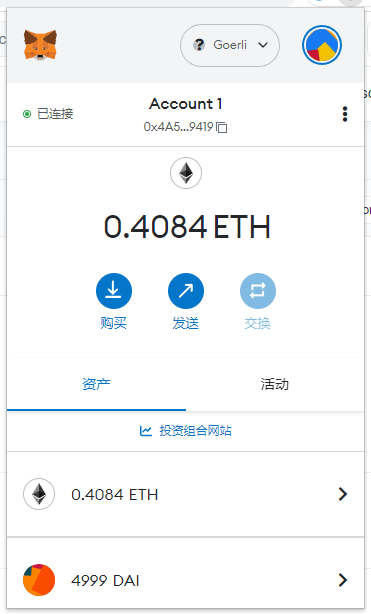 Goerli
Account 1
已连接
0x4A5...9419
0.4084 ETH
购买 发送 交换
资产 活动
投资组合网站
0.4084 ETH
4999 DAI